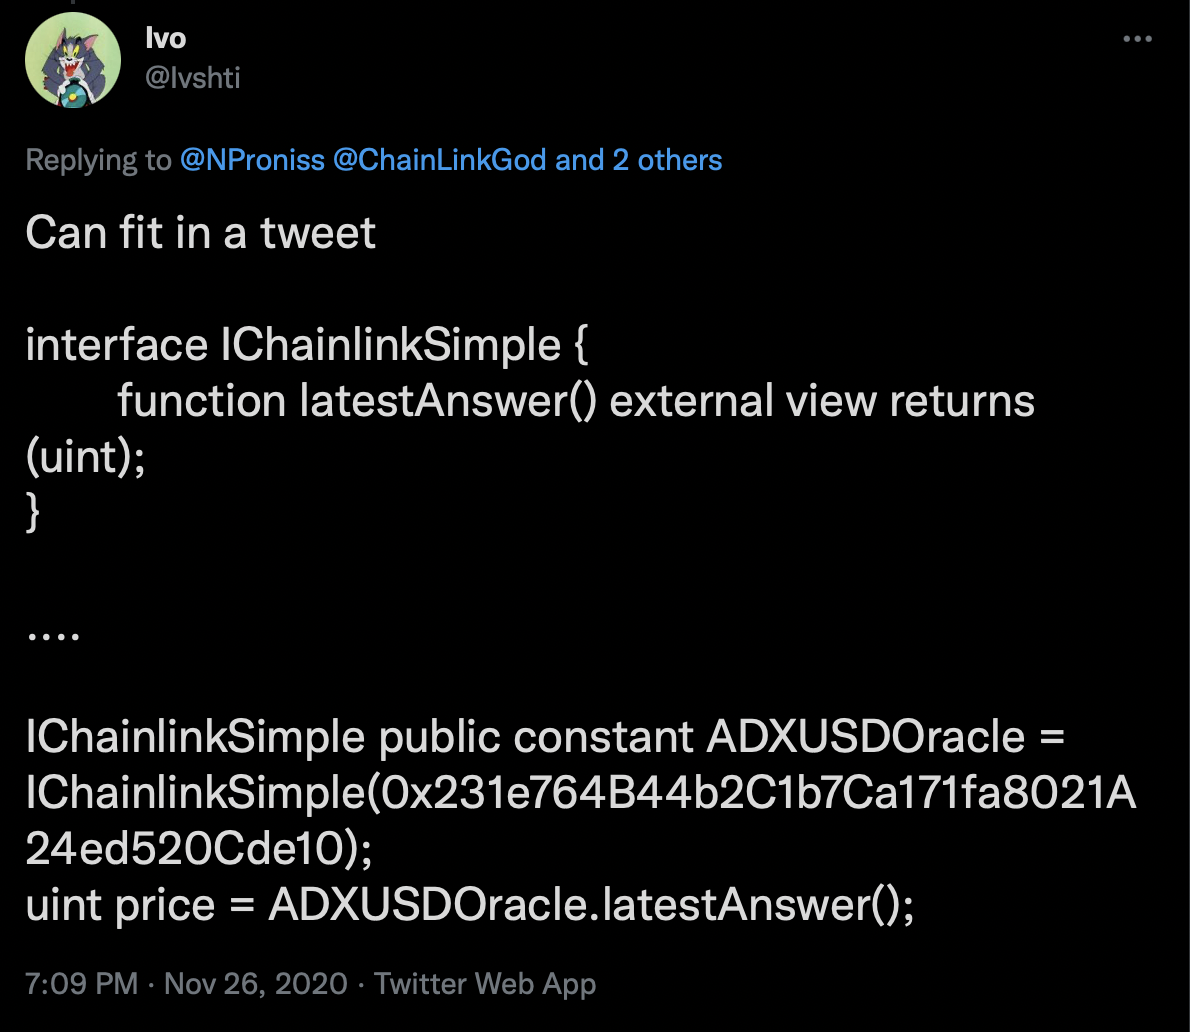 Ivo
@Ivshti
Replying to @NProniss @ChainLinkGod and 2 others
Can fit in a tweet
interface IChainlinkSimple {
function latestAnswer() external view returns
(uint);
}
....
IChainlinkSimple public constant ADXUSDOracle =
IChainlinkSimple(0x231e764B44b2C1b7Ca171fa8021A
24ed520Cde10);
uint price = ADXUSDOracle.latestAnswer();
7:09 PM · Nov 26, 2020 · Twitter Web App